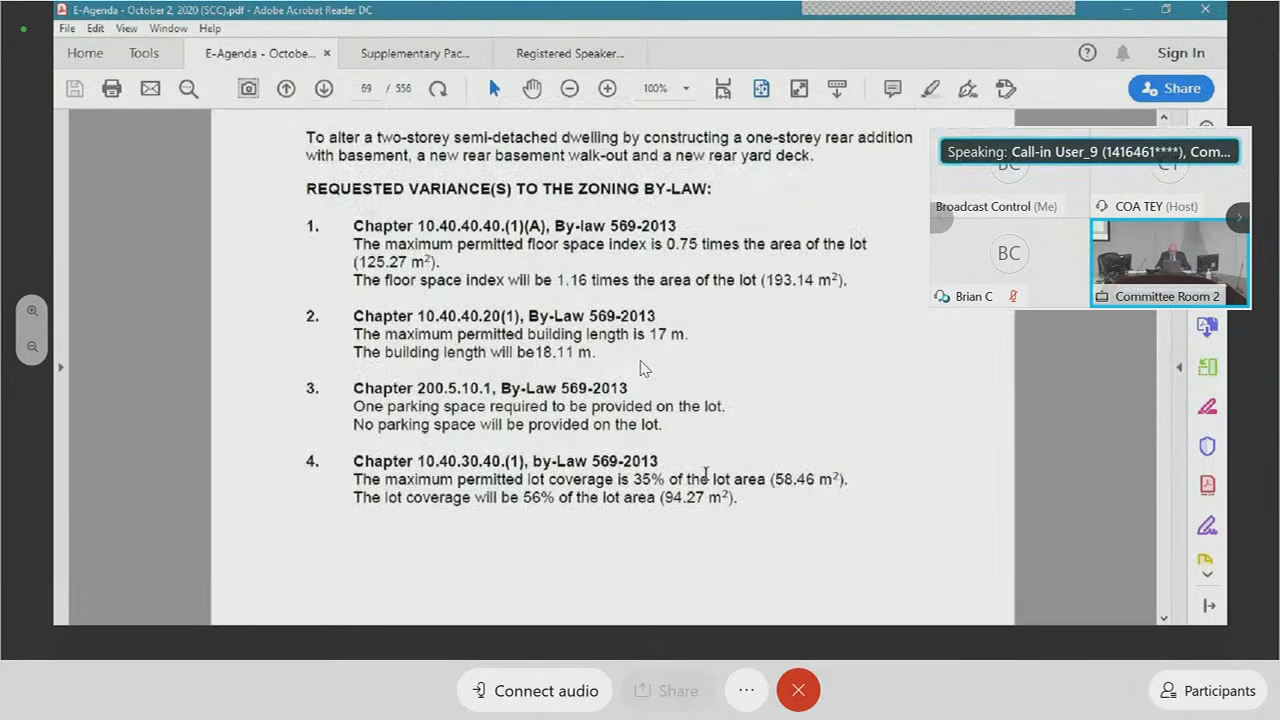 E-Agenda - October 2, 2020 (SCC).pdf - Adobe Acrobat Reader DC
File Edit View Window Help
Home Tools E-Agenda - Octobe... × Supplementary Pac... Registered Speaker... Sign In
69 / 556 100% Share
To alter a two-storey semi-detached dwelling by constructing a one-storey rear addition
with basement, a new rear basement walk-out and a new rear yard deck.
REQUESTED VARIANCE(S) TO THE ZONING BY-LAW:
1. Chapter 10.40.40.40.(1)(A), By-law 569-2013
The maximum permitted floor space index is 0.75 times the area of the lot
(125.27 m²).
The floor space index will be 1.16 times the area of the lot (193.14 m²).
2. Chapter 10.40.40.20(1), By-Law 569-2013
The maximum permitted building length is 17 m.
The building length will be18.11 m.
3. Chapter 200.5.10.1, By-Law 569-2013
One parking space required to be provided on the lot.
No parking space will be provided on the lot.
4. Chapter 10.40.30.40.(1), by-Law 569-2013
The maximum permitted lot coverage is 35% of the lot area (58.46 m²).
The lot coverage will be 56% of the lot area (94.27 m²).
Speaking: Call-in User_9 (1416461****), Com...
Broadcast Control (Me) COA TEY (Host)
BC
Brian C Committee Room 2
Connect audio Share ... Participants